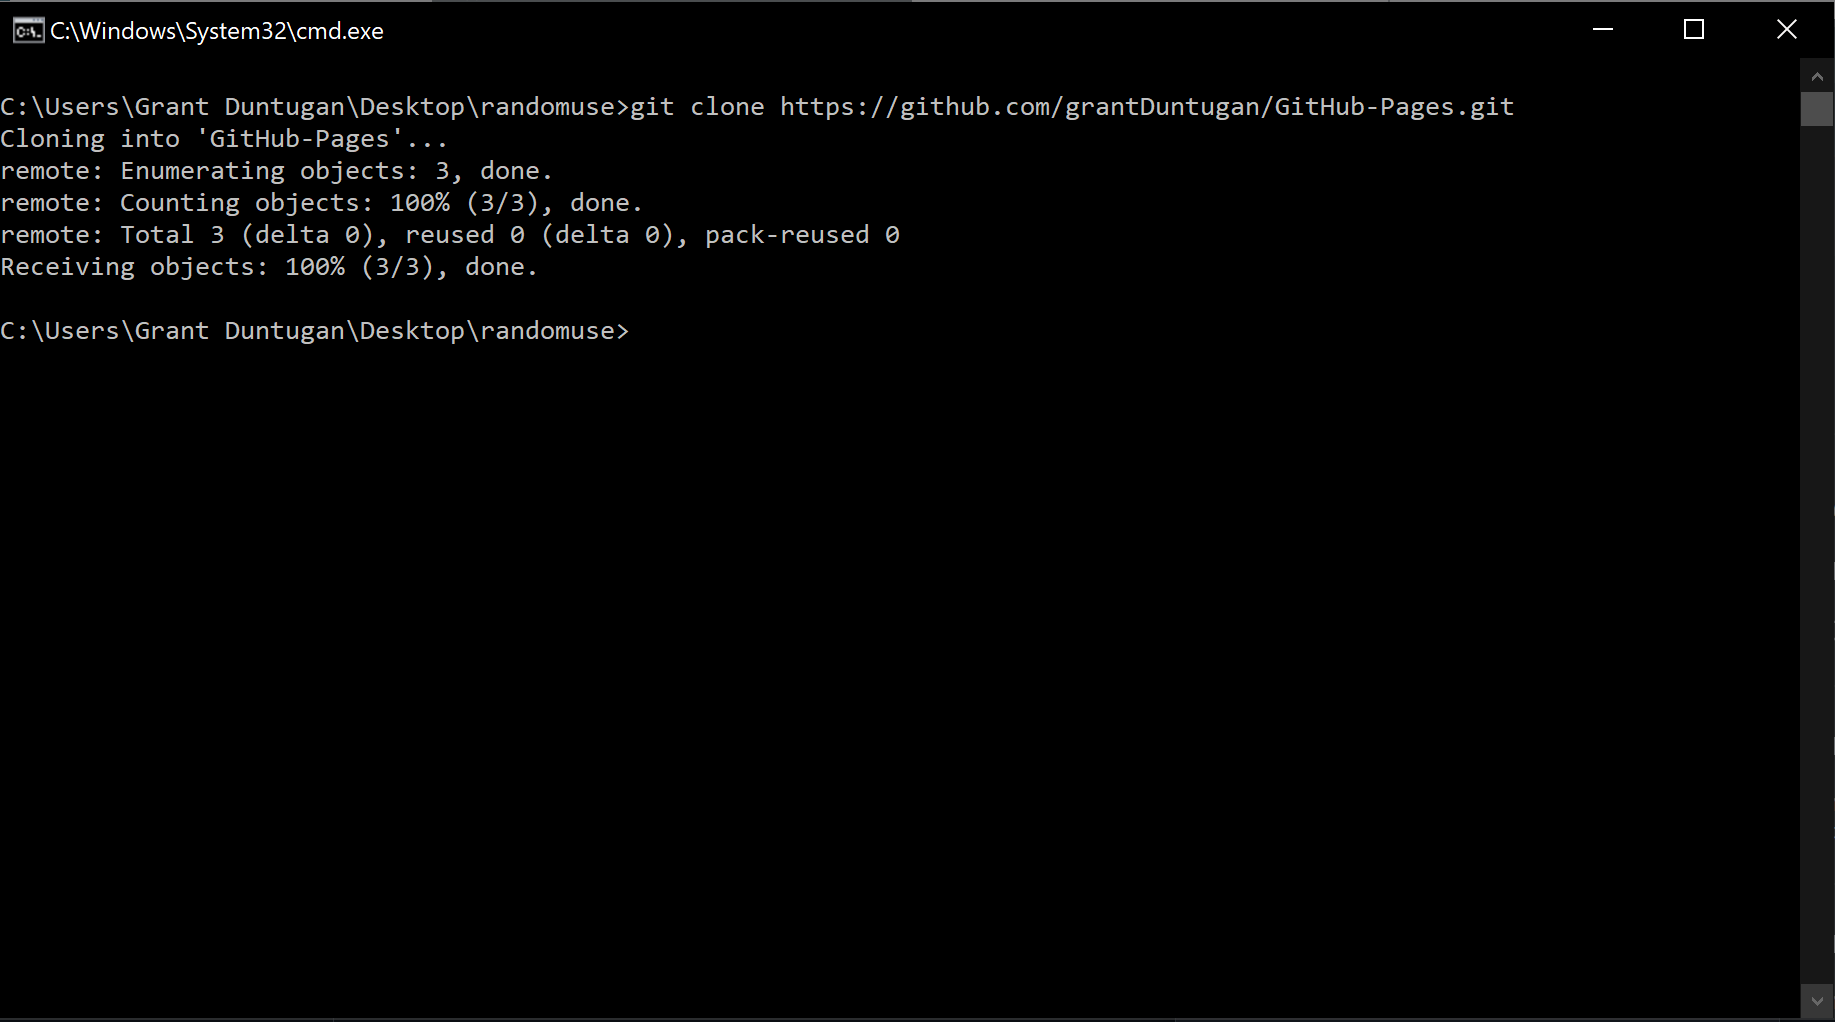 C:\Windows\System32\cmd.exe
C:\Users\Grant Duntugan\Desktop\randomuse>git clone https://github.com/grantDuntugan/GitHub-Pages.git
Cloning into 'GitHub-Pages'...
remote: Enumerating objects: 3, done.
remote: Counting objects: 100% (3/3), done.
remote: Total 3 (delta 0), reused 0 (delta 0), pack-reused 0
Receiving objects: 100% (3/3), done.
C:\Users\Grant Duntugan\Desktop\randomuse>